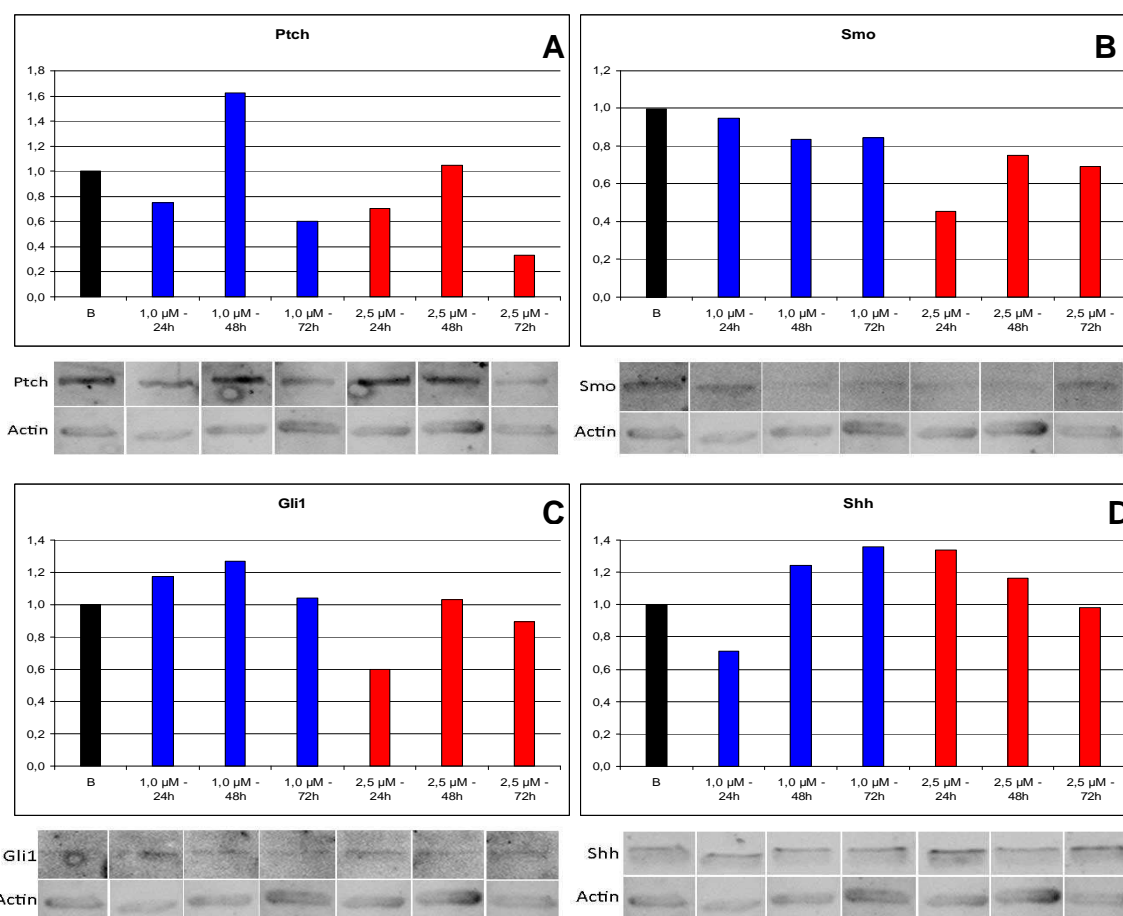 Ptch
A
1,8
1,6
1,4
1,2
1,0
0,8
0,6
0,4
0,2
0,0
B
1,0 µM - 24h
1,0 µM - 48h
1,0 µM - 72h
2,5 µM - 24h
2,5 µM - 48h
2,5 µM - 72h
Ptch
Actin
Smo
B
1,2
1,0
0,8
0,6
0,4
0,2
0,0
B
1,0 µM - 24h
1,0 µM - 48h
1,0 µM - 72h
2,5 µM - 24h
2,5 µM - 48h
2,5 µM - 72h
Smo
Actin
Gli1
C
1,4
1,2
1,0
0,8
0,6
0,4
0,2
0,0
B
1,0 µM - 24h
1,0 µM - 48h
1,0 µM - 72h
2,5 µM - 24h
2,5 µM - 48h
2,5 µM - 72h
Gli1
Actin
Shh
D
1,4
1,2
1,0
0,8
0,6
0,4
0,2
0,0
B
1,0 µM - 24h
1,0 µM - 48h
1,0 µM - 72h
2,5 µM - 24h
2,5 µM - 48h
2,5 µM - 72h
Shh
Actin